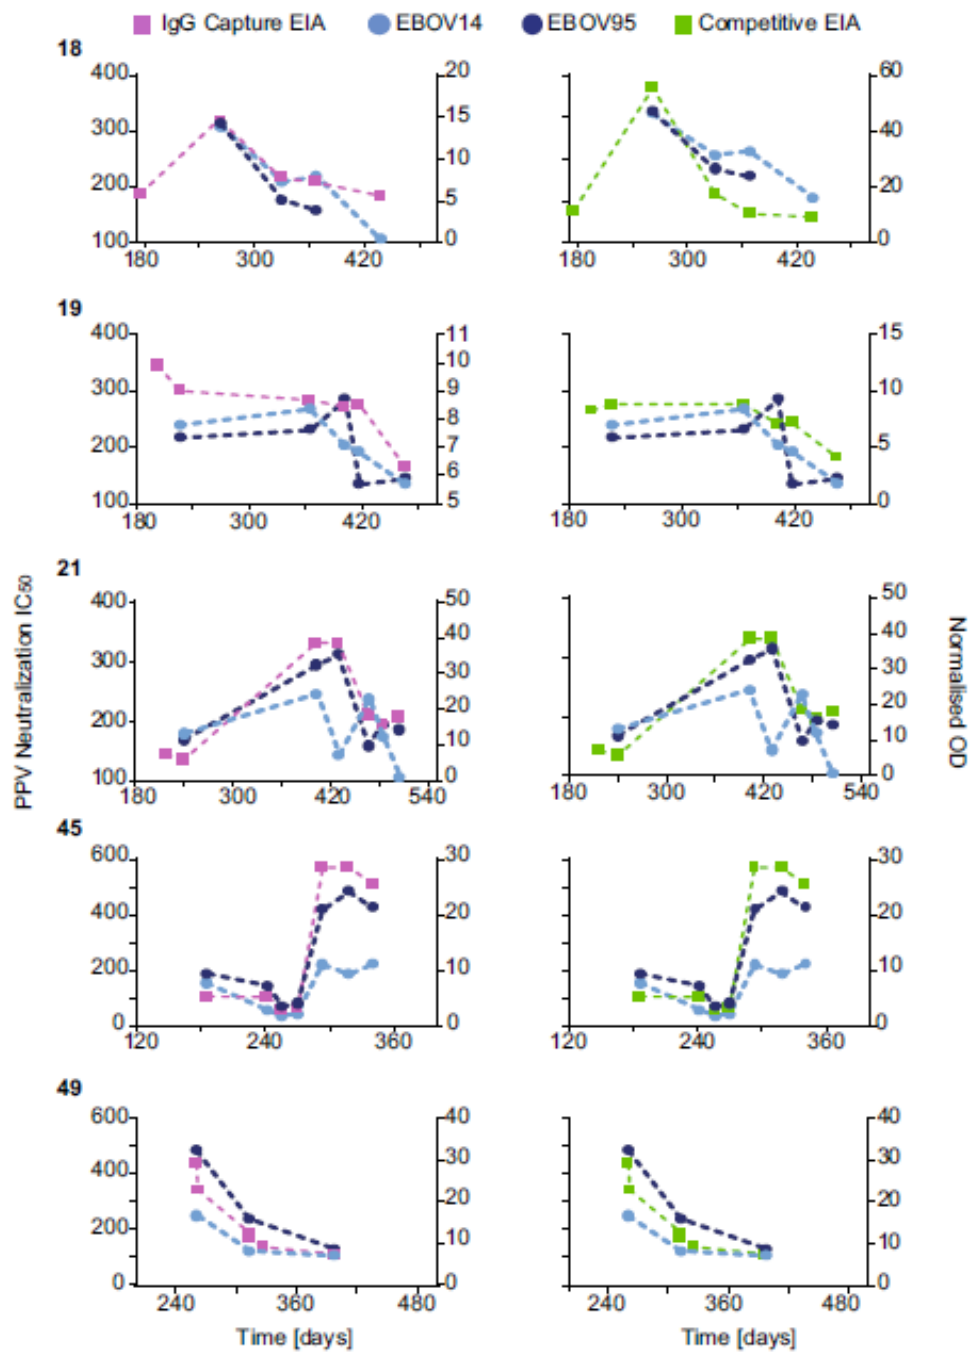 IgG Capture EIA EBOV14 EBOV95 Competitive EIA
18
400 20 60
300 15 40
200 10 20
100 5 0
0
180 300 420 180 300 420
19
400 11 15
10
300 9 10
8
200 7 5
6
100 5 0
180 300 420 180 300 420
21
400 50 50
40 40
300 30 30
200 20 20
10 10
100 0 0
180 300 420 540 180 300 420 540
PPV Neutralization IC50
Normalised OD
45
600 30 30
400 20 20
200 10 10
0 0 0
120 240 360 120 240 360
49
600 40 40
400 30 30
20 20
200 10 10
0 0 0
240 360 480 240 360 480
Time [days] Time [days]